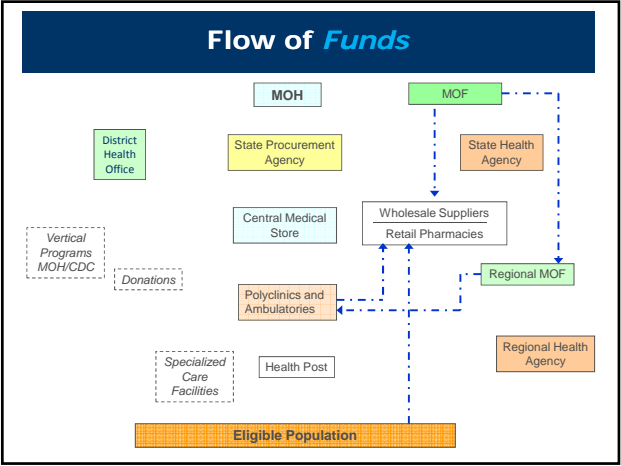 Flow of Funds
MOH
MOF
District
Health
Office
State Procurement
Agency
State Health
Agency
Central Medical
Store
Wholesale Suppliers
Retail Pharmacies
Vertical
Programs
MOH/CDC
Donations
Regional MOF
Polyclinics and
Ambulatories
Regional Health
Agency
Specialized
Care
Facilities
Health Post
Eligible Population